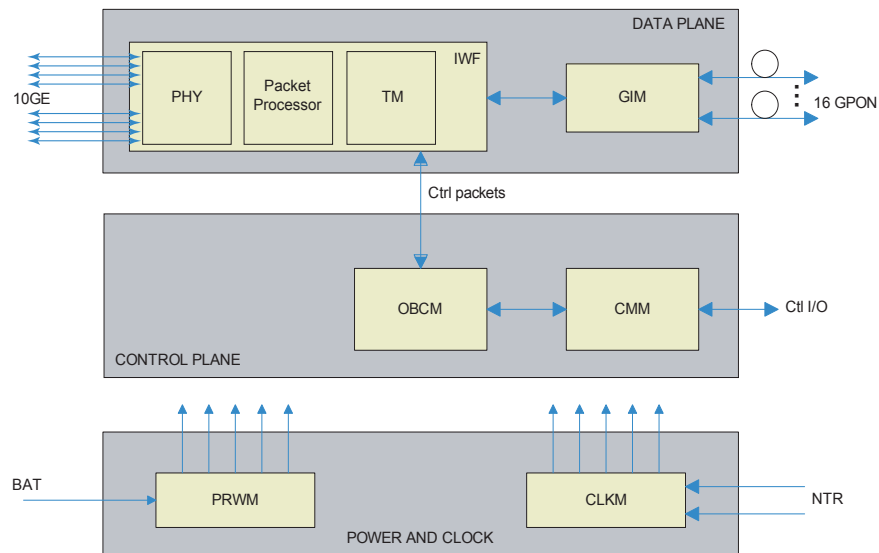 DATA PLANE
IWF
PHY
Packet
Processor
TM
GIM
10GE
16 GPON
Ctrl packets
OBCM
CMM
Ctl I/O
CONTROL PLANE
BAT
PRWM
CLKM
NTR
POWER AND CLOCK